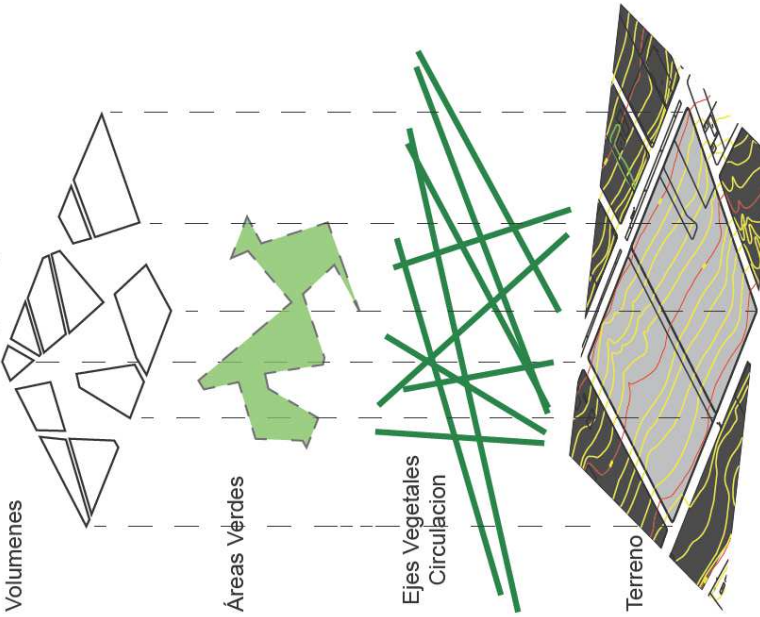 Volumenes
Áreas Verdes
Ejes Vegetales
Circulacion
Terreno